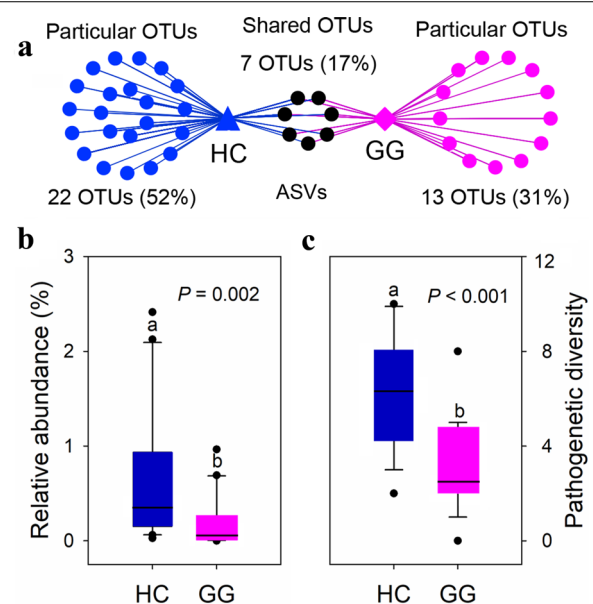 a
Particular OTUs
Shared OTUs
Particular OTUs
7 OTUs (17%)
HC
GG
22 OTUs (52%)
ASVs
13 OTUs (31%)
b
Relative abundance (%)
3
2
1
0
P = 0.002
a
b
HC
GG
c
P < 0.001
a
b
12
8
4
0
Pathogenetic diversity
HC
GG